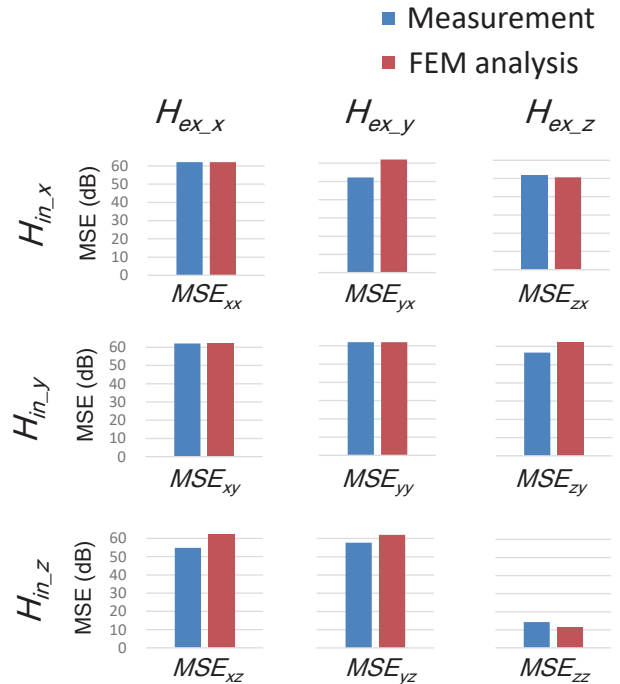 Measurement
FEM analysis
H_ex_x H_ex_y H_ex_z
H_in_x
MSE (dB)
60
50
40
30
20
10
0
MSE_xx MSE_yx MSE_zx
H_in_y
MSE (dB)
60
50
40
30
20
10
0
MSE_xy MSE_yy MSE_zy
H_in_z
MSE (dB)
60
50
40
30
20
10
0
MSE_xz MSE_yz MSE_zz